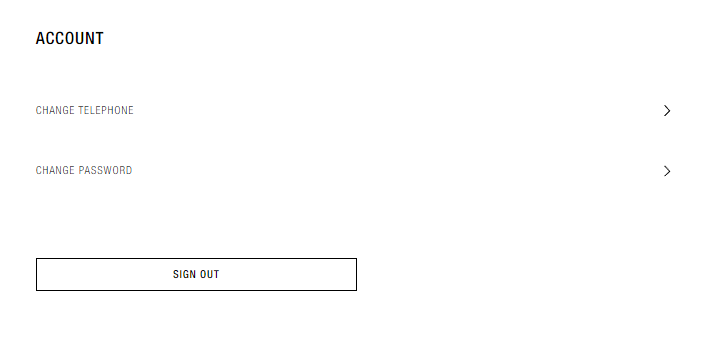 ACCOUNT
CHANGE TELEPHONE
CHANGE PASSWORD
SIGN OUT